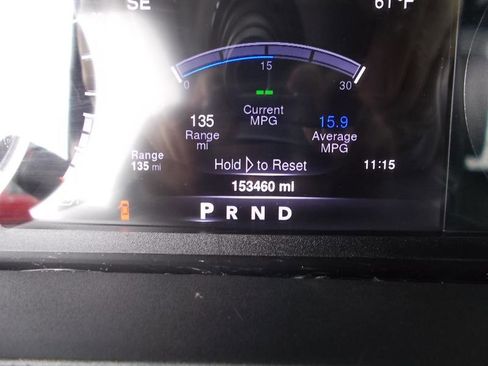 SE 61°F
0 15 30
-- Current MPG
135 Range mi
15.9 Average MPG
Range 135 mi
Hold ▷ to Reset
11:15
153460 mi
P R N D